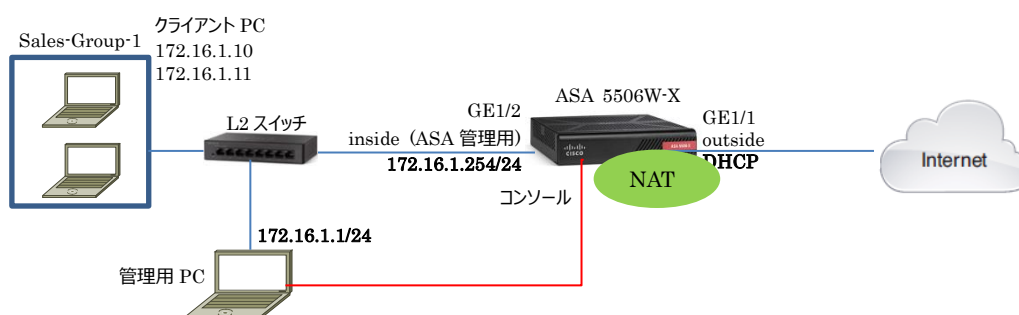 クライアント PC
Sales-Group-1
172.16.1.10
172.16.1.11
ASA 5506W-X
L2 スイッチ
GE1/2
inside（ASA 管理用）
172.16.1.254/24
GE1/1
outside
DHCP
NAT
CISCO
Internet
コンソール
172.16.1.1/24
管理用 PC